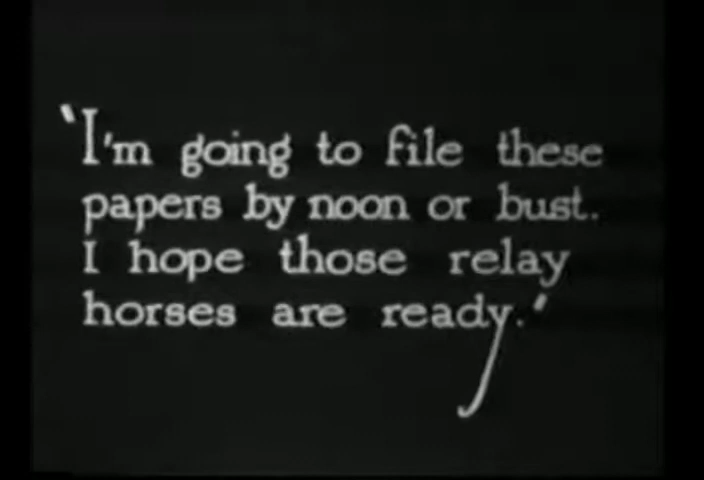 'I'm going to file these
papers by noon or bust.
I hope those relay
horses are ready.'